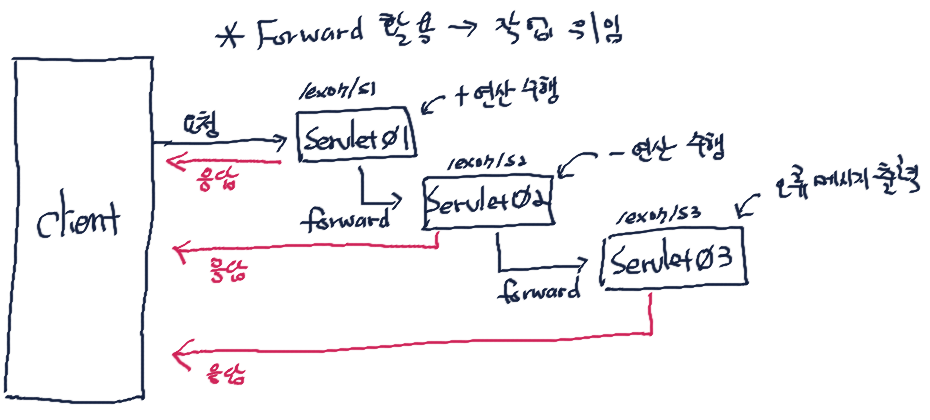 * Forward 활용 → 작업 위임
/ex07/s1
+ 연산 수행
요청
Servlet01
응답
client
forward
/ex07/s2
- 연산 수행
Servlet02
응답
forward
/ex07/s3
오류 메시지 출력
Servlet03
응답